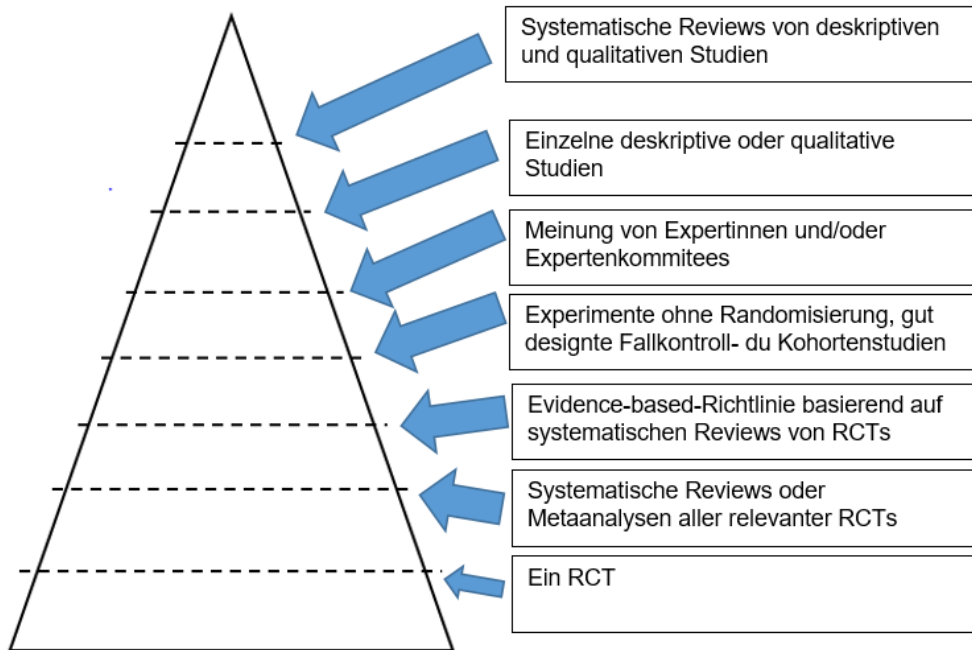 Systematische Reviews von deskriptiven
und qualitativen Studien
Einzelne deskriptive oder qualitative
Studien
Meinung von Expertinnen und/oder
Expertenkommitees
Experimente ohne Randomisierung, gut
designte Fallkontroll- du Kohortenstudien
Evidence-based-Richtlinie basierend auf
systematischen Reviews von RCTs
Systematische Reviews oder
Metaanalysen aller relevanter RCTs
Ein RCT